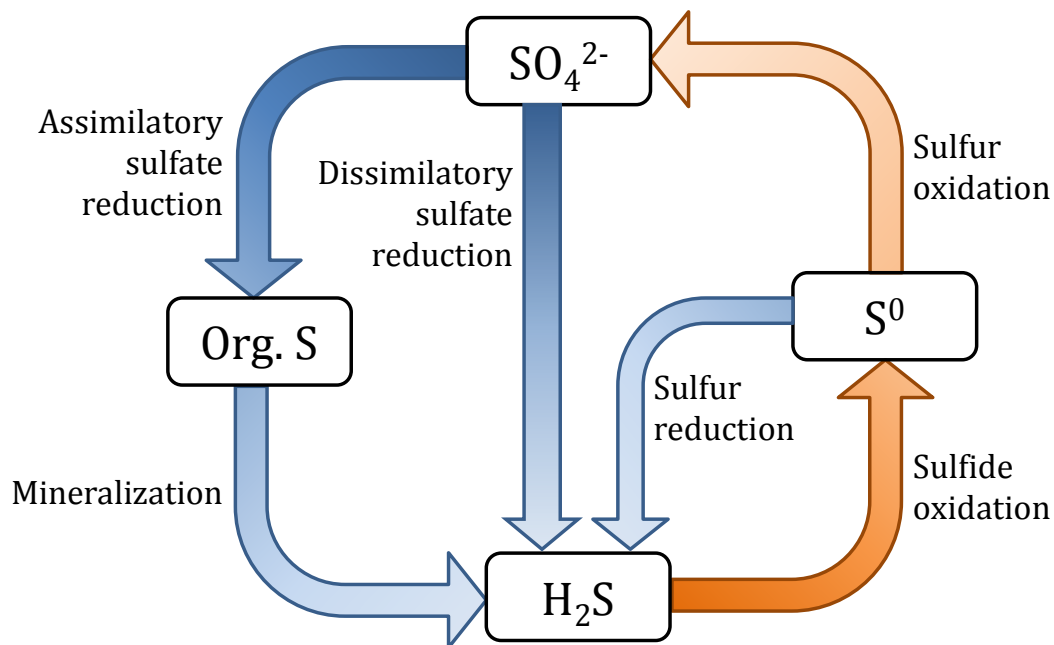 SO₄²⁻
Assimilatory
sulfate
reduction
Dissimilatory
sulfate
reduction
Sulfur
oxidation
Org. S
S⁰
Sulfur
reduction
Mineralization
Sulfide
oxidation
H₂S